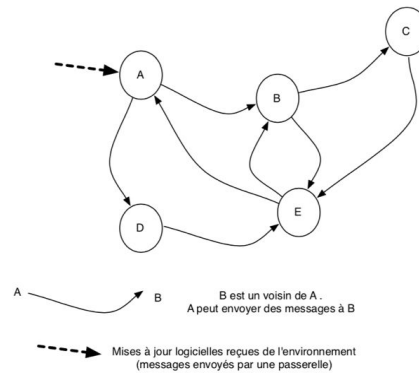 C
A
B
E
D
A
B
B est un voisin de A .
A peut envoyer des messages à B
Mises à jour logicielles reçues de l'environnement
(messages envoyés par une passerelle)